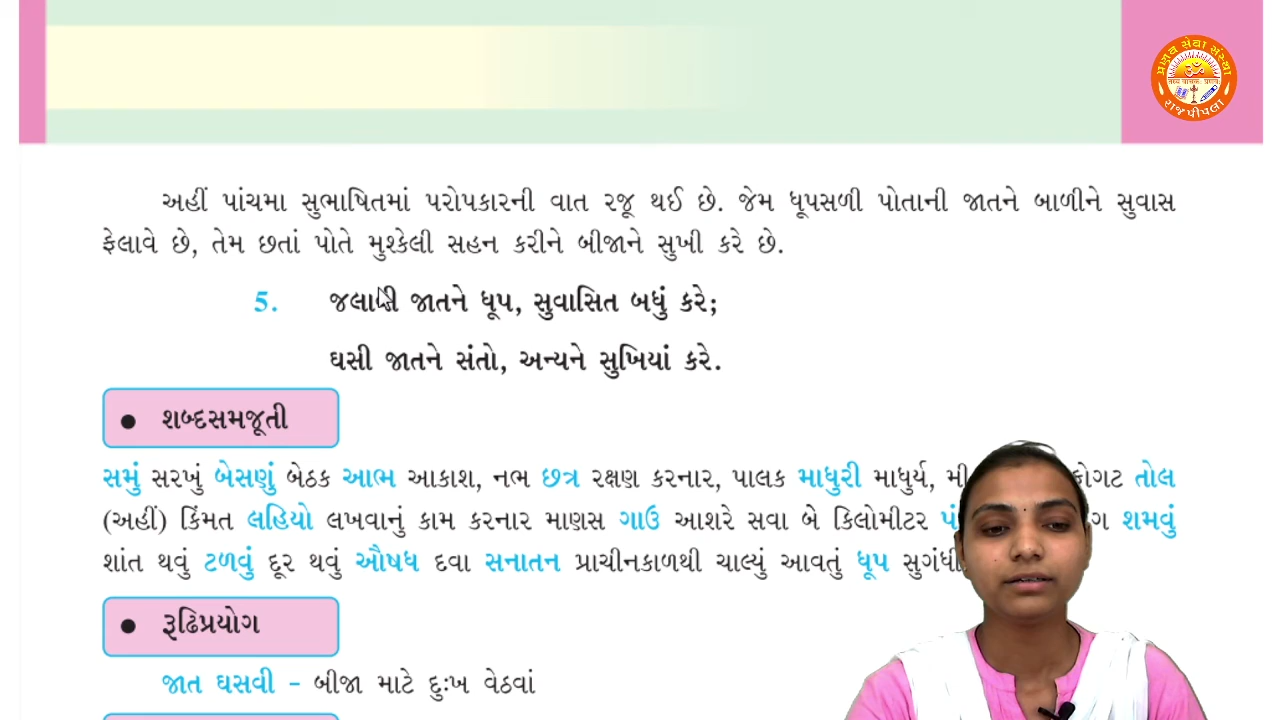 પ્રણવ સેવા સંસ્થા
રાજપીપલા
અહીં પાંચમા સુભાષિતમાં પરોપકારની વાત રજૂ થઈ છે. જેમ ધૂપસળી પોતાની જાતને બાળીને સુવાસ
ફેલાવે છે, તેમ છતાં પોતે મુશ્કેલી સહન કરીને બીજાને સુખી કરે છે.
5. જલાવી જાતને ધૂપ, સુવાસિત બધું કરે;
ઘસી જાતને સંતો, અન્યને સુખિયાં કરે.
● શબ્દસમજૂતી
સમું સરખું બેસણું બેઠક આભ આકાશ, નભ છત્ર રક્ષણ કરનાર, પાલક માધુરી માધુર્ય, તોલ
(અહીં) કિંમત લહિયો લખવાનું કામ કરનાર માણસ ગાઉ આશરે સવા બે કિલોમીટર શમવું
શાંત થવું ટળવું દૂર થવું ઔષધ દવા સનાતન પ્રાચીનકાળથી ચાલ્યું આવતું ધૂપ
● રૂઢિપ્રયોગ
જાત ઘસવી – બીજા માટે દુઃખ વેઠવાં